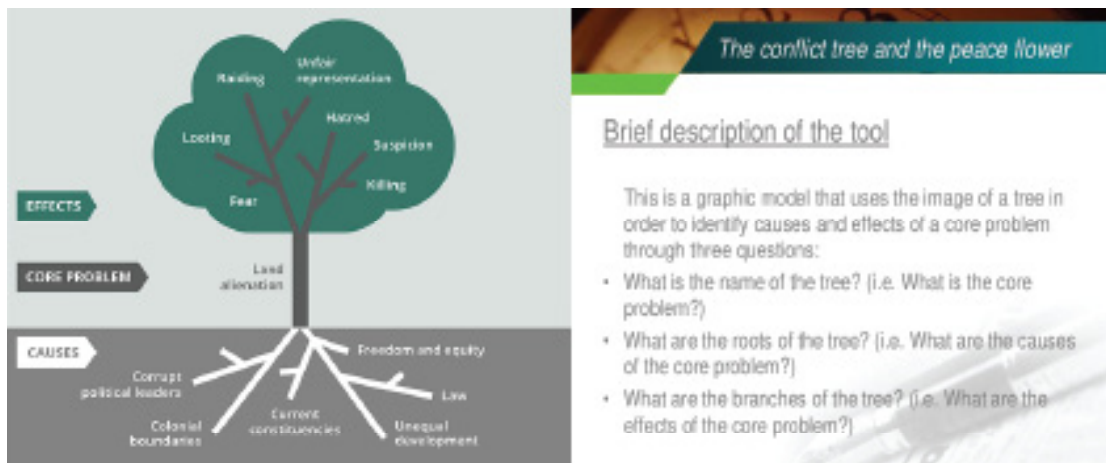 Raiding
Unfair
representation
Hatred
Looting
Suspicion
Killing
Fear
EFFECTS
CORE PROBLEM
Land
alienation
CAUSES
Freedom and equity
Corrupt
political leaders
Law
Current
constituencies
Colonial
boundaries
Unequal
development
The conflict tree and the peace flower
Brief description of the tool
This is a graphic model that uses the image of a tree in
order to identify causes and effects of a core problem
through three questions:
• What is the name of the tree? (i.e. What is the core
problem?)
• What are the roots of the tree? (i.e. What are the causes
of the core problem?)
• What are the branches of the tree? (i.e. What are the
effects of the core problem?)